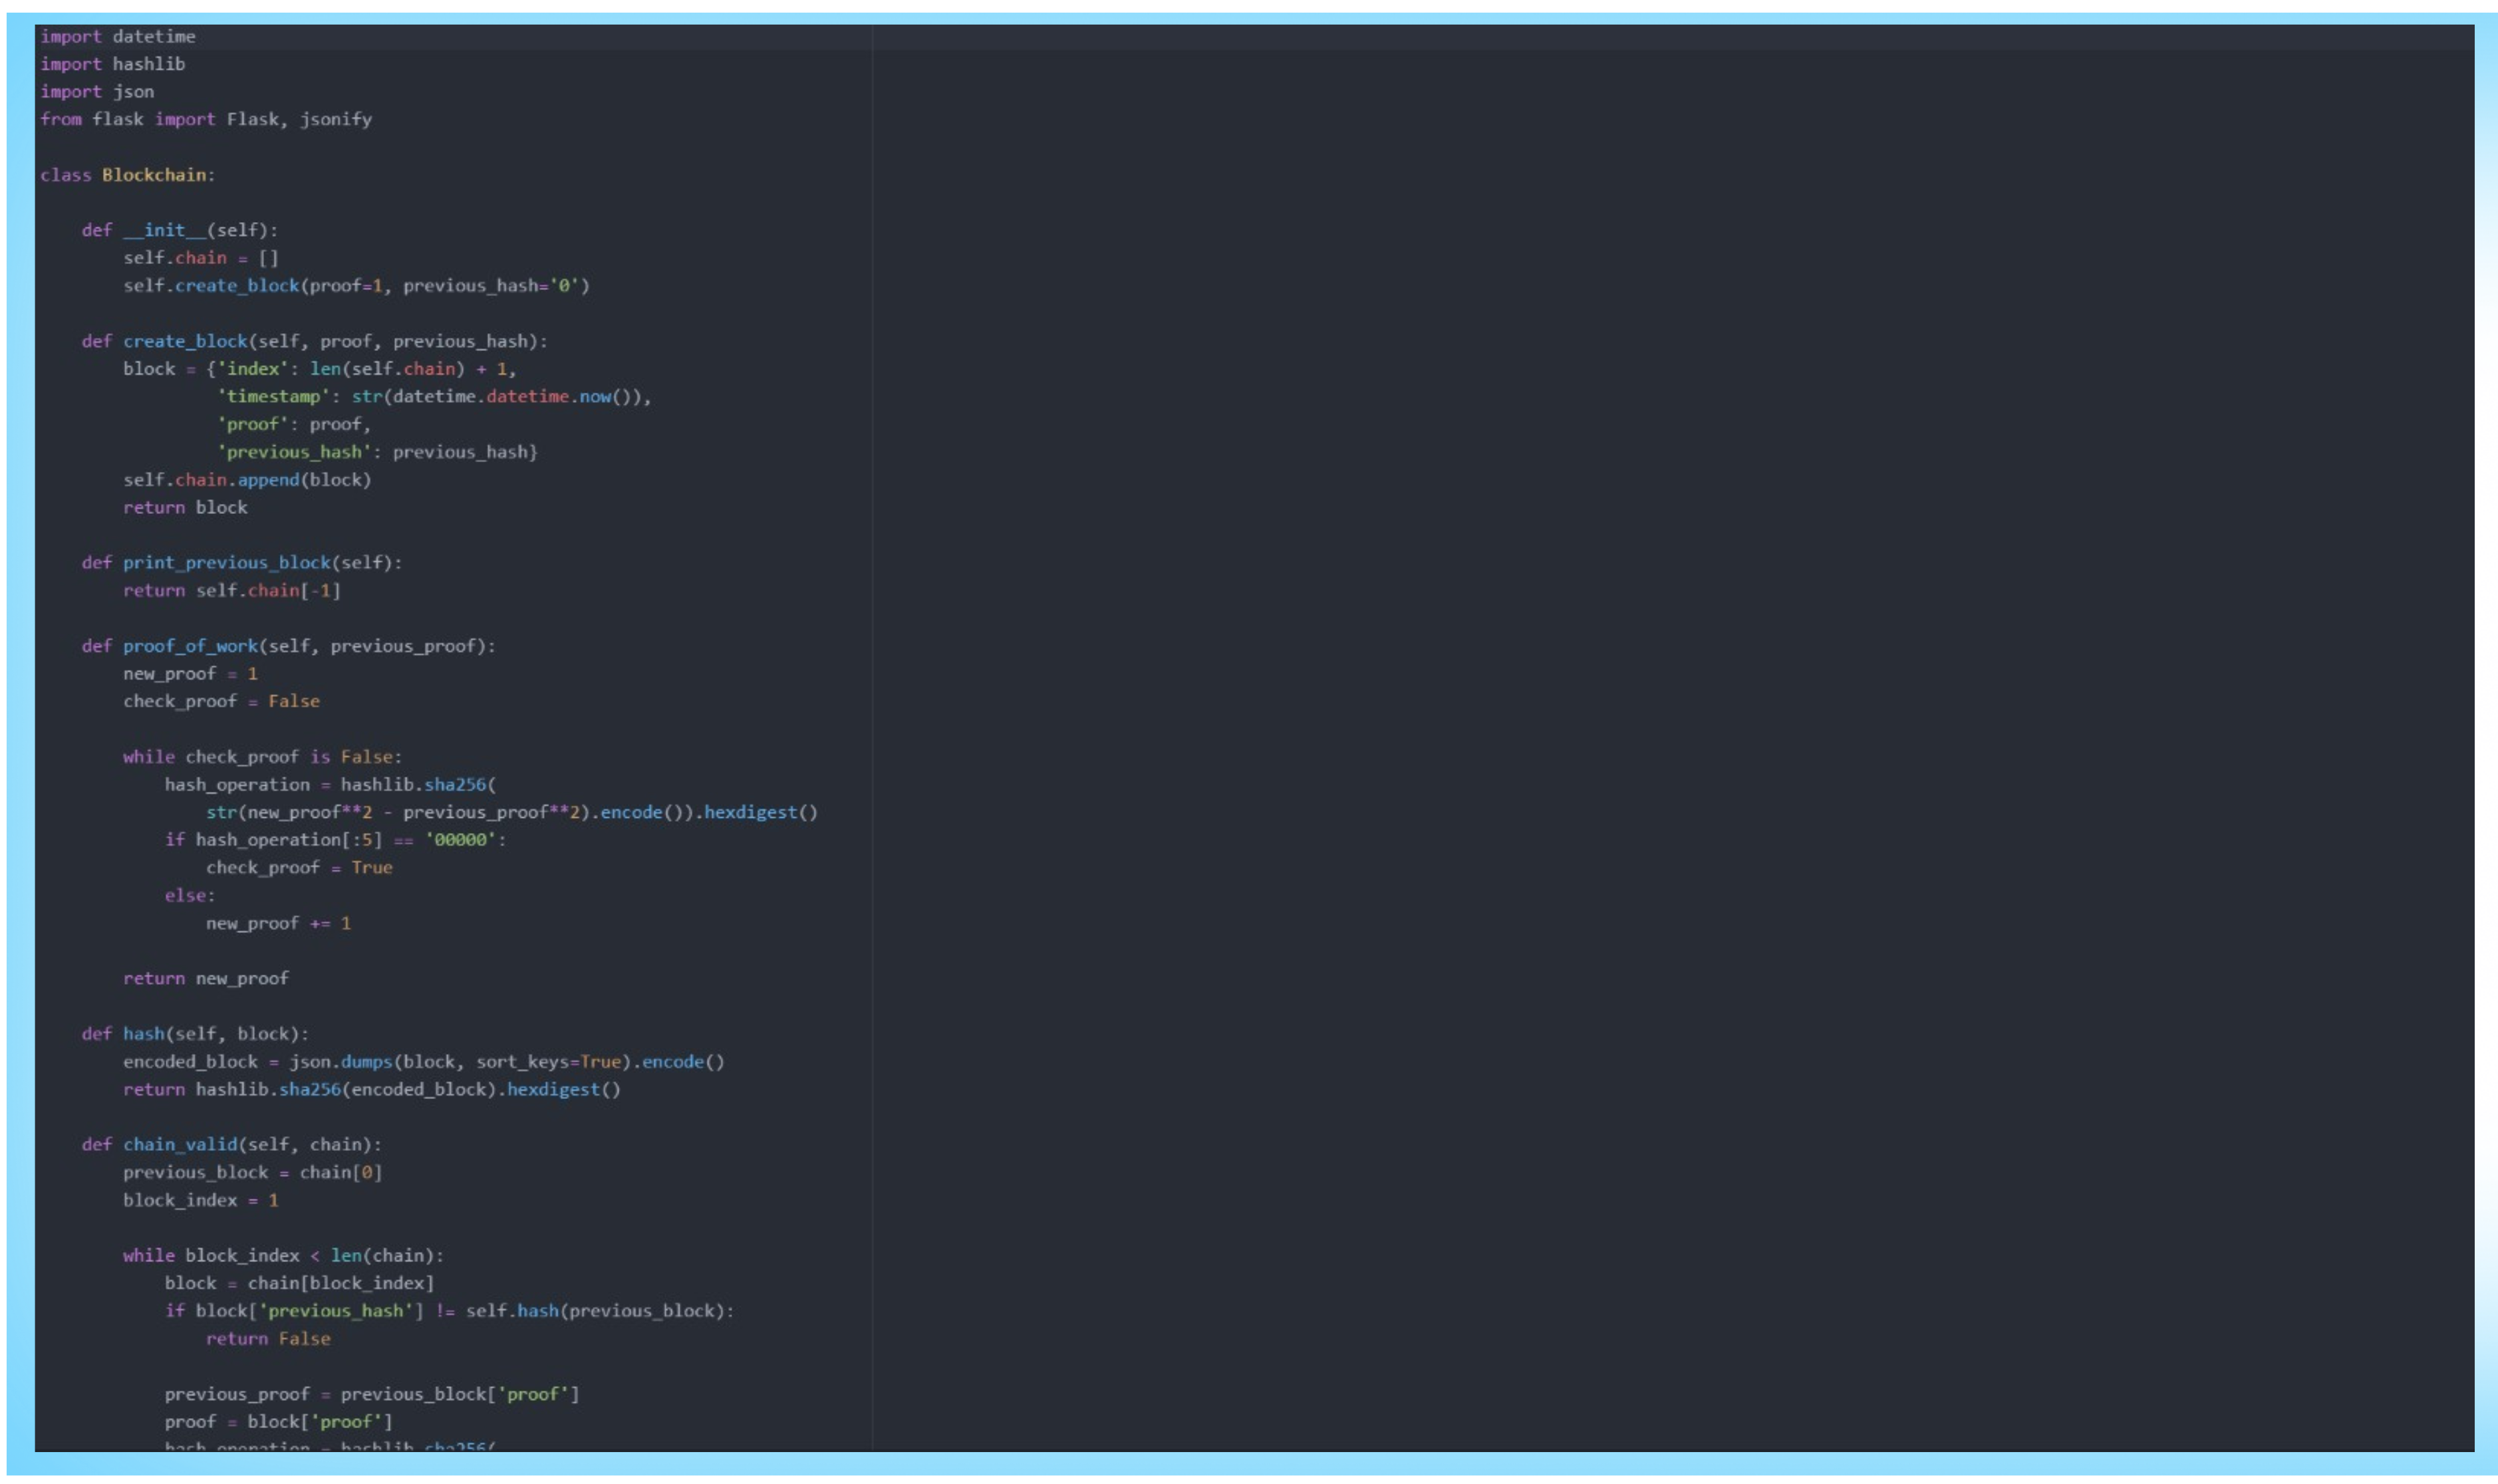 import datetime
import hashlib
import json
from flask import Flask, jsonify

class Blockchain:

    def __init__(self):
        self.chain = []
        self.create_block(proof=1, previous_hash='0')

    def create_block(self, proof, previous_hash):
        block = {'index': len(self.chain) + 1,
                 'timestamp': str(datetime.datetime.now()),
                 'proof': proof,
                 'previous_hash': previous_hash}
        self.chain.append(block)
        return block

    def print_previous_block(self):
        return self.chain[-1]

    def proof_of_work(self, previous_proof):
        new_proof = 1
        check_proof = False

        while check_proof is False:
            hash_operation = hashlib.sha256(
                str(new_proof**2 - previous_proof**2).encode()).hexdigest()
            if hash_operation[:5] == '00000':
                check_proof = True
            else:
                new_proof += 1

        return new_proof

    def hash(self, block):
        encoded_block = json.dumps(block, sort_keys=True).encode()
        return hashlib.sha256(encoded_block).hexdigest()

    def chain_valid(self, chain):
        previous_block = chain[0]
        block_index = 1

        while block_index < len(chain):
            block = chain[block_index]
            if block['previous_hash'] != self.hash(previous_block):
                return False

            previous_proof = previous_block['proof']
            proof = block['proof']
            hash_operation = hashlib.sha256(